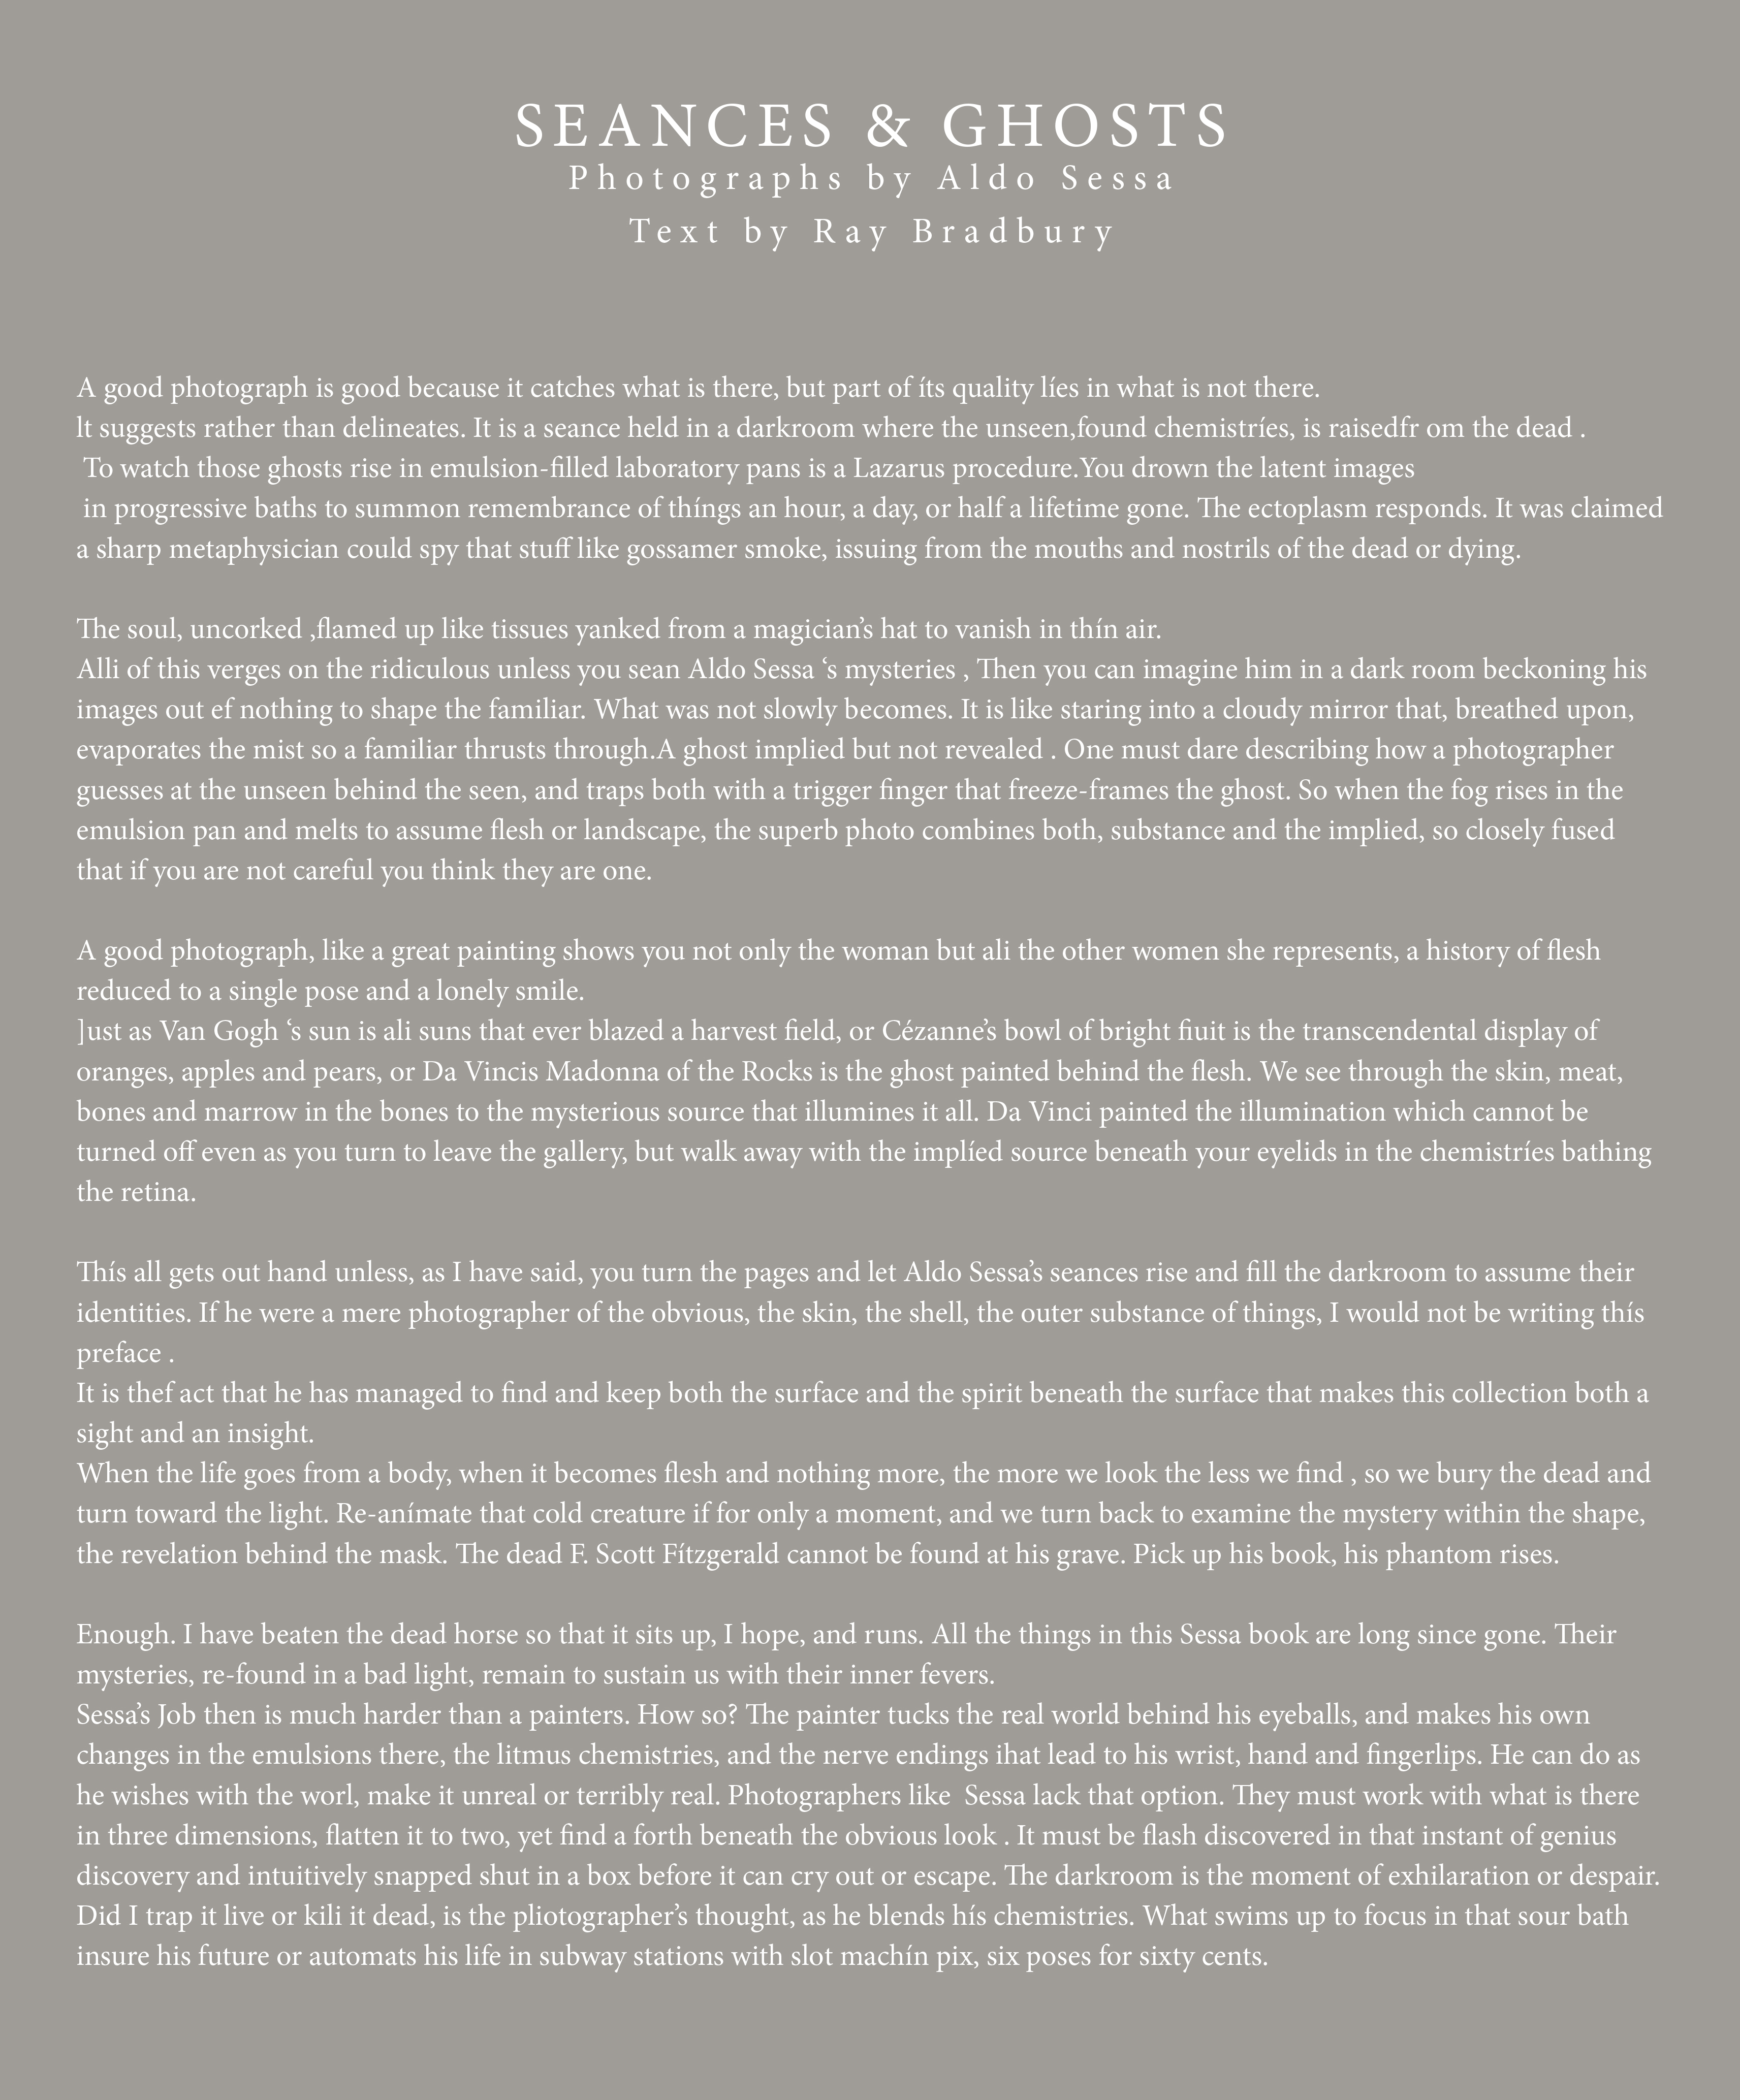 SEANCES & GHOSTS
Photographs by Aldo Sessa
Text by Ray Bradbury
A good photograph is good because it catches what is there, but part of íts quality líes in what is not there.
lt suggests rather than delineates. It is a seance held in a darkroom where the unseen,found chemistríes, is raisedfr om the dead .
To watch those ghosts rise in emulsion-filled laboratory pans is a Lazarus procedure.You drown the latent images
in progressive baths to summon remembrance of thíngs an hour, a day, or half a lifetime gone. The ectoplasm responds. It was claimed
a sharp metaphysician could spy that stuff like gossamer smoke, issuing from the mouths and nostrils of the dead or dying.
The soul, uncorked ,flamed up like tissues yanked from a magician’s hat to vanish in thín air.
Alli of this verges on the ridiculous unless you sean Aldo Sessa ‘s mysteries , Then you can imagine him in a dark room beckoning his
images out ef nothing to shape the familiar. What was not slowly becomes. It is like staring into a cloudy mirror that, breathed upon,
evaporates the mist so a familiar thrusts through.A ghost implied but not revealed . One must dare describing how a photographer
guesses at the unseen behind the seen, and traps both with a trigger finger that freeze-frames the ghost. So when the fog rises in the
emulsion pan and melts to assume flesh or landscape, the superb photo combines both, substance and the implied, so closely fused
that if you are not careful you think they are one.
A good photograph, like a great painting shows you not only the woman but ali the other women she represents, a history of flesh
reduced to a single pose and a lonely smile.
]ust as Van Gogh ‘s sun is ali suns that ever blazed a harvest field, or Cézanne’s bowl of bright fiuit is the transcendental display of
oranges, apples and pears, or Da Vincis Madonna of the Rocks is the ghost painted behind the flesh. We see through the skin, meat,
bones and marrow in the bones to the mysterious source that illumines it all. Da Vinci painted the illumination which cannot be
turned off even as you turn to leave the gallery, but walk away with the implíed source beneath your eyelids in the chemistríes bathing
the retina.
Thís all gets out hand unless, as I have said, you turn the pages and let Aldo Sessa’s seances rise and fill the darkroom to assume their
identities. If he were a mere photographer of the obvious, the skin, the shell, the outer substance of things, I would not be writing thís
preface .
It is thef act that he has managed to find and keep both the surface and the spirit beneath the surface that makes this collection both a
sight and an insight.
When the life goes from a body, when it becomes flesh and nothing more, the more we look the less we find , so we bury the dead and
turn toward the light. Re-anímate that cold creature if for only a moment, and we turn back to examine the mystery within the shape,
the revelation behind the mask. The dead F. Scott Fítzgerald cannot be found at his grave. Pick up his book, his phantom rises.
Enough. I have beaten the dead horse so that it sits up, I hope, and runs. All the things in this Sessa book are long since gone. Their
mysteries, re-found in a bad light, remain to sustain us with their inner fevers.
Sessa’s Job then is much harder than a painters. How so? The painter tucks the real world behind his eyeballs, and makes his own
changes in the emulsions there, the litmus chemistries, and the nerve endings ihat lead to his wrist, hand and fingerlips. He can do as
he wishes with the worl, make it unreal or terribly real. Photographers like  Sessa lack that option. They must work with what is there
in three dimensions, flatten it to two, yet find a forth beneath the obvious look . It must be flash discovered in that instant of genius
discovery and intuitively snapped shut in a box before it can cry out or escape. The darkroom is the moment of exhilaration or despair.
Did I trap it live or kili it dead, is the pliotographer’s thought, as he blends hís chemistries. What swims up to focus in that sour bath
insure his future or automats his life in subway stations with slot machín pix, six poses for sixty cents.